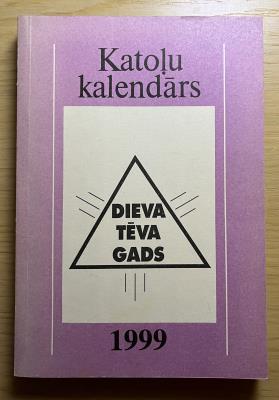 Katoļu
kalendārs
DIEVA
TĒVA
GADS
1999